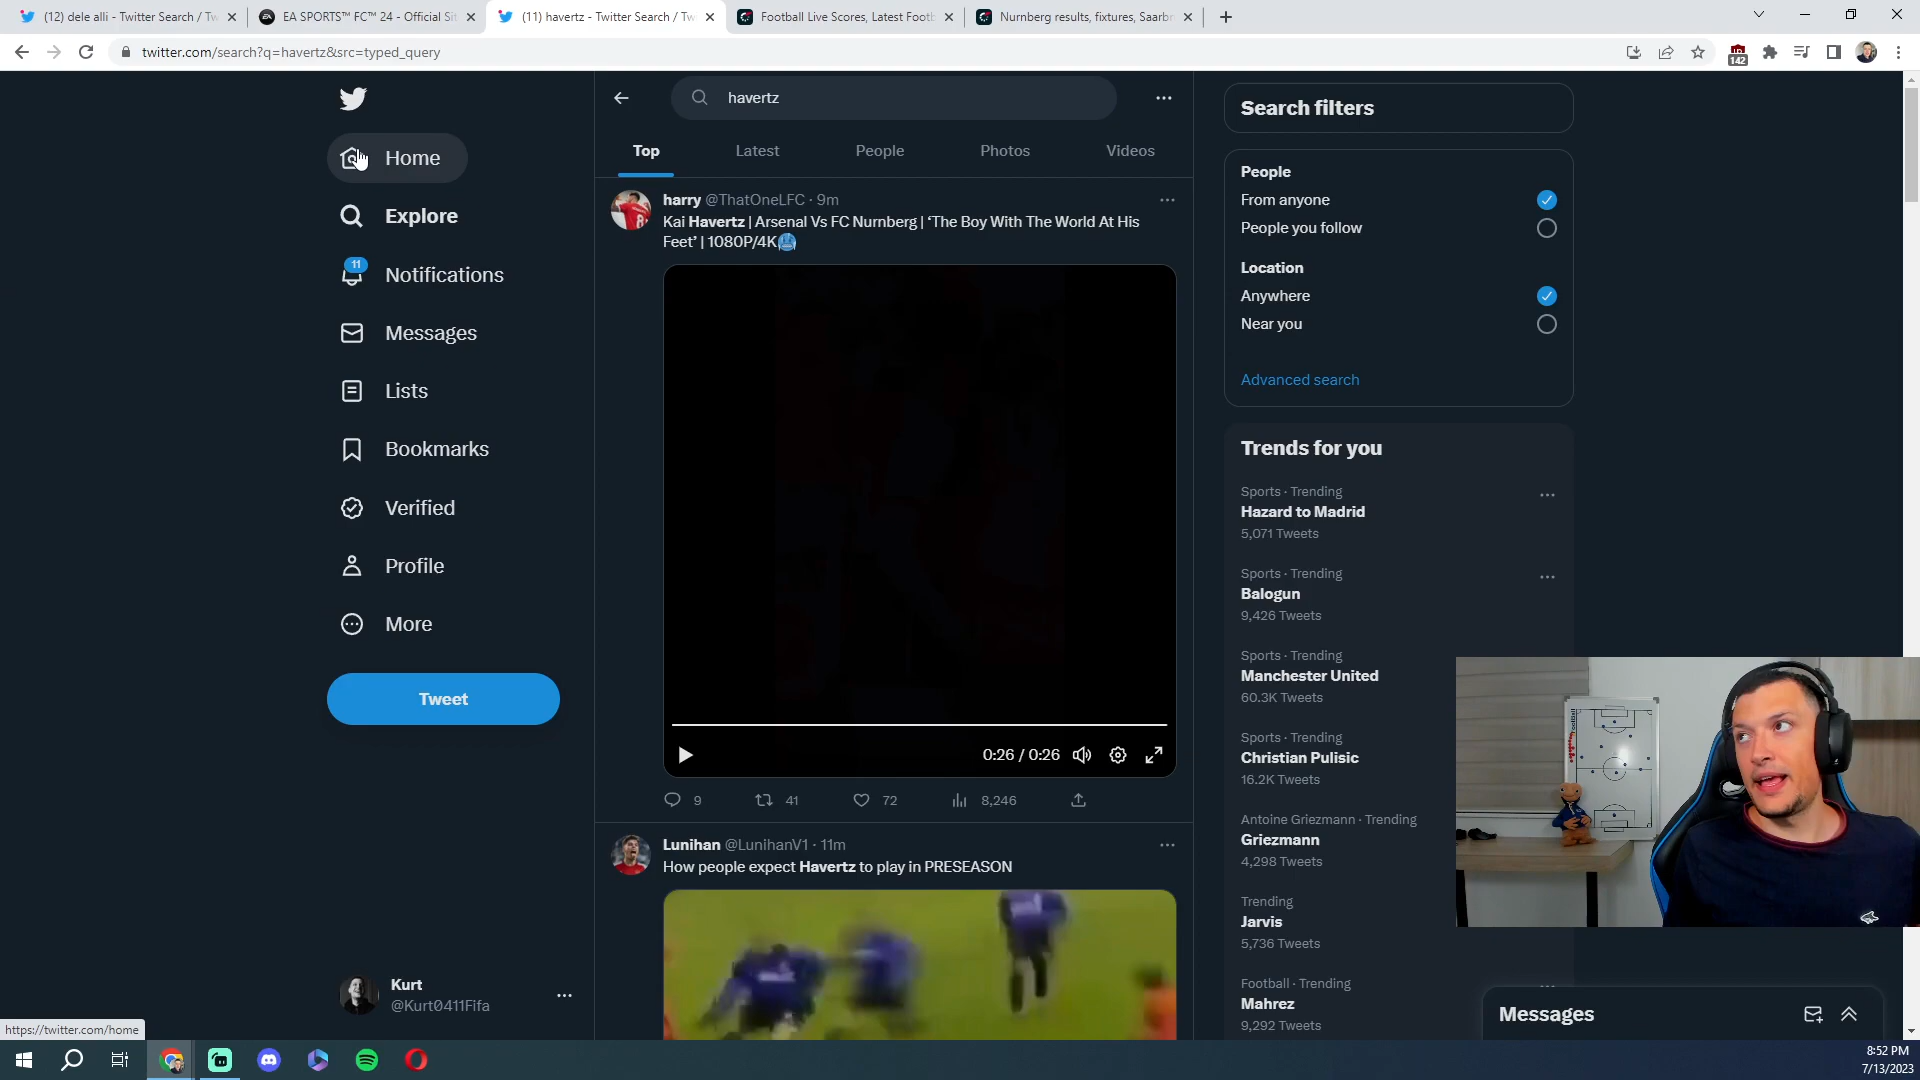 (12) dele alli - Twitter Search / Tw
EA SPORTS™ FC™ 24 - Official Sit
(11) havertz - Twitter Search / Tw
Football Live Scores, Latest Footb
Nurnberg results, fixtures, Saarbr
twitter.com/search?q=havertz&src=typed_query
142
havertz
Home
Explore
11
Notifications
Messages
Lists
Bookmarks
Verified
Profile
More
Tweet
Kurt
@Kurt0411Fifa
Top
Latest
People
Photos
Videos
harry @ThatOneLFC · 9m
Kai Havertz | Arsenal Vs FC Nurnberg | ‘The Boy With The World At His
Feet’ | 1080P/4K🥶
0:26 / 0:26
9
41
72
8,246
Lunihan @LunihanV1 · 11m
How people expect Havertz to play in PRESEASON
Search filters
People
From anyone
People you follow
Location
Anywhere
Near you
Advanced search
Trends for you
Sports · Trending
Hazard to Madrid
5,071 Tweets
Sports · Trending
Balogun
9,426 Tweets
Sports · Trending
Manchester United
60.3K Tweets
Sports · Trending
Christian Pulisic
16.2K Tweets
Antoine Griezmann · Trending
Griezmann
4,298 Tweets
Trending
Jarvis
5,736 Tweets
Football · Trending
Mahrez
9,292 Tweets
Messages
https://twitter.com/home
8:52 PM
7/13/2023